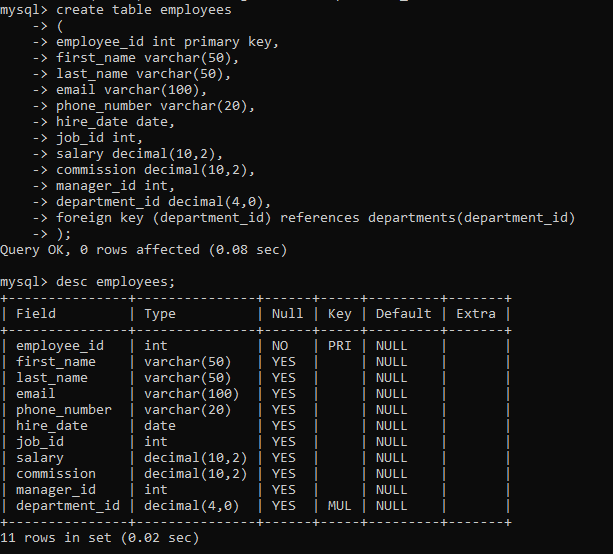 mysql> create table employees
    -> (
    -> employee_id int primary key,
    -> first_name varchar(50),
    -> last_name varchar(50),
    -> email varchar(100),
    -> phone_number varchar(20),
    -> hire_date date,
    -> job_id int,
    -> salary decimal(10,2),
    -> commission decimal(10,2),
    -> manager_id int,
    -> department_id decimal(4,0),
    -> foreign key (department_id) references departments(department_id)
    -> );
Query OK, 0 rows affected (0.08 sec)

mysql> desc employees;
+---------------+---------------+------+-----+---------+-------+
| Field         | Type          | Null | Key | Default | Extra |
+---------------+---------------+------+-----+---------+-------+
| employee_id   | int           | NO   | PRI | NULL    |       |
| first_name    | varchar(50)   | YES  |     | NULL    |       |
| last_name     | varchar(50)   | YES  |     | NULL    |       |
| email         | varchar(100)  | YES  |     | NULL    |       |
| phone_number  | varchar(20)   | YES  |     | NULL    |       |
| hire_date     | date          | YES  |     | NULL    |       |
| job_id        | int           | YES  |     | NULL    |       |
| salary        | decimal(10,2) | YES  |     | NULL    |       |
| commission    | decimal(10,2) | YES  |     | NULL    |       |
| manager_id    | int           | YES  |     | NULL    |       |
| department_id | decimal(4,0)  | YES  | MUL | NULL    |       |
+---------------+---------------+------+-----+---------+-------+
11 rows in set (0.02 sec)